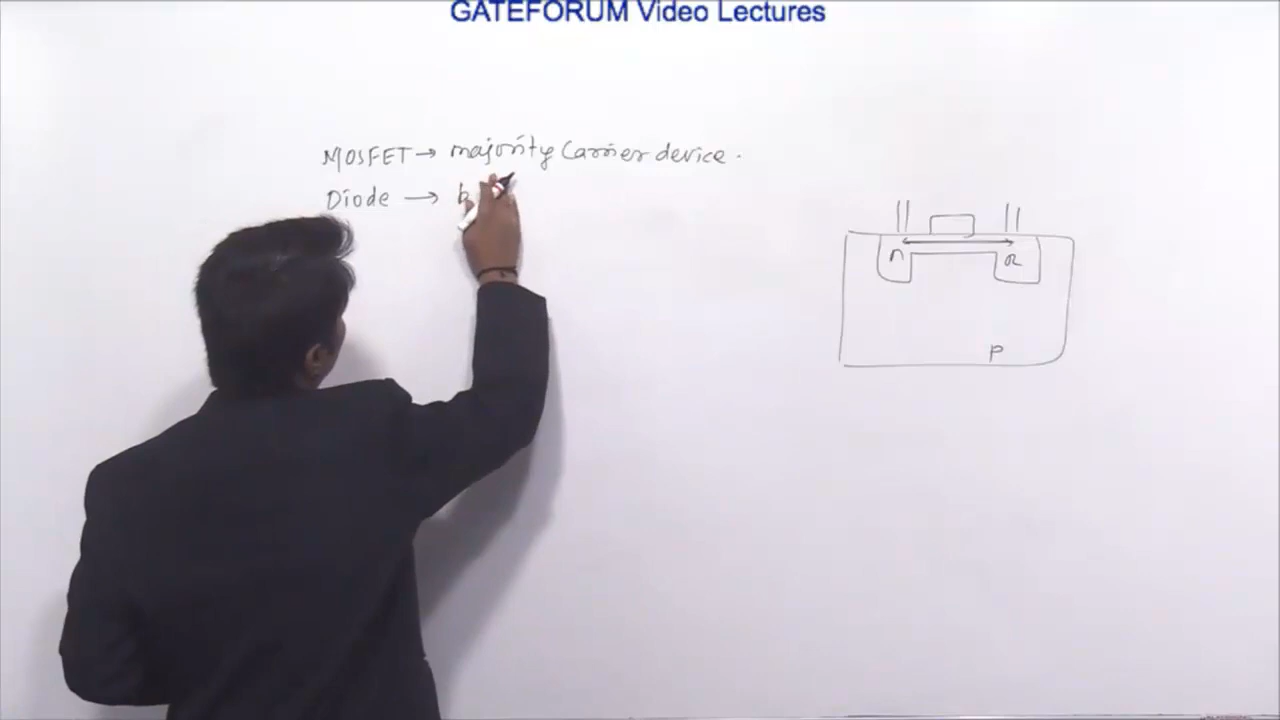 GATEFORUM Video Lectures
MOSFET → majority Carrier device.
Diode →
n
P